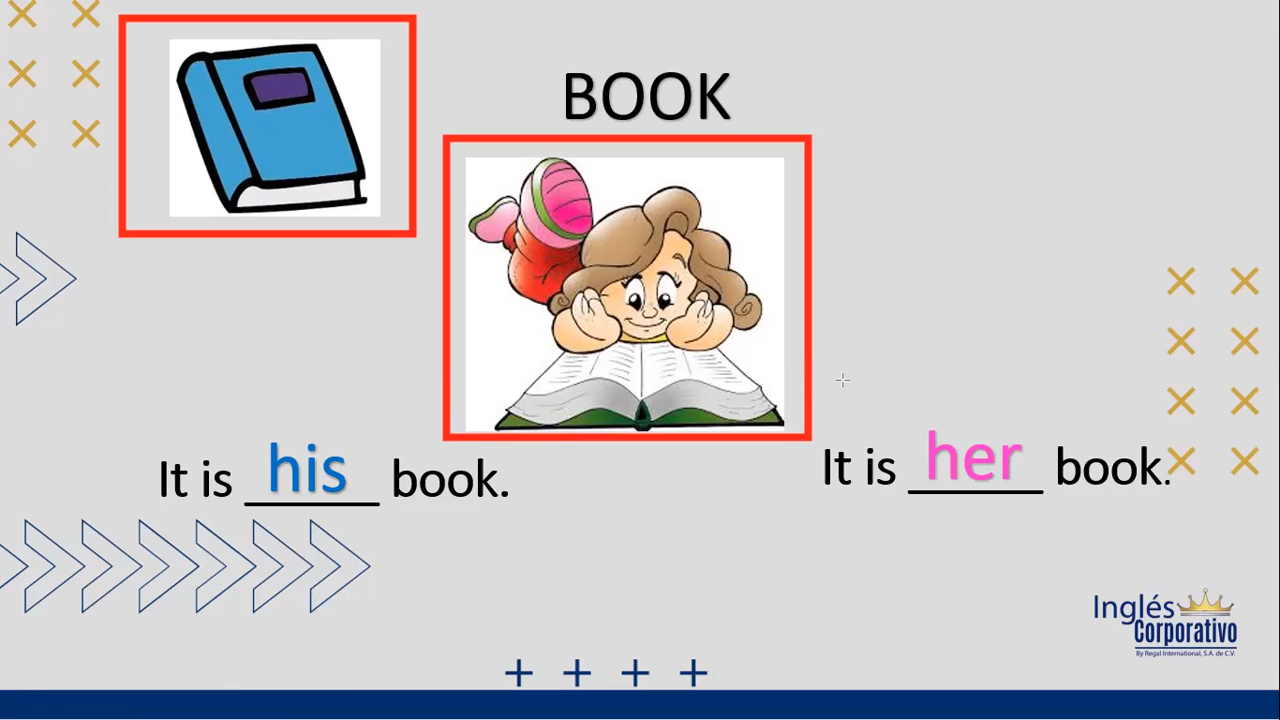 BOOK
It is his book.
It is her book.
Inglés
Corporativo
By Regal International, S.A. de C.V.